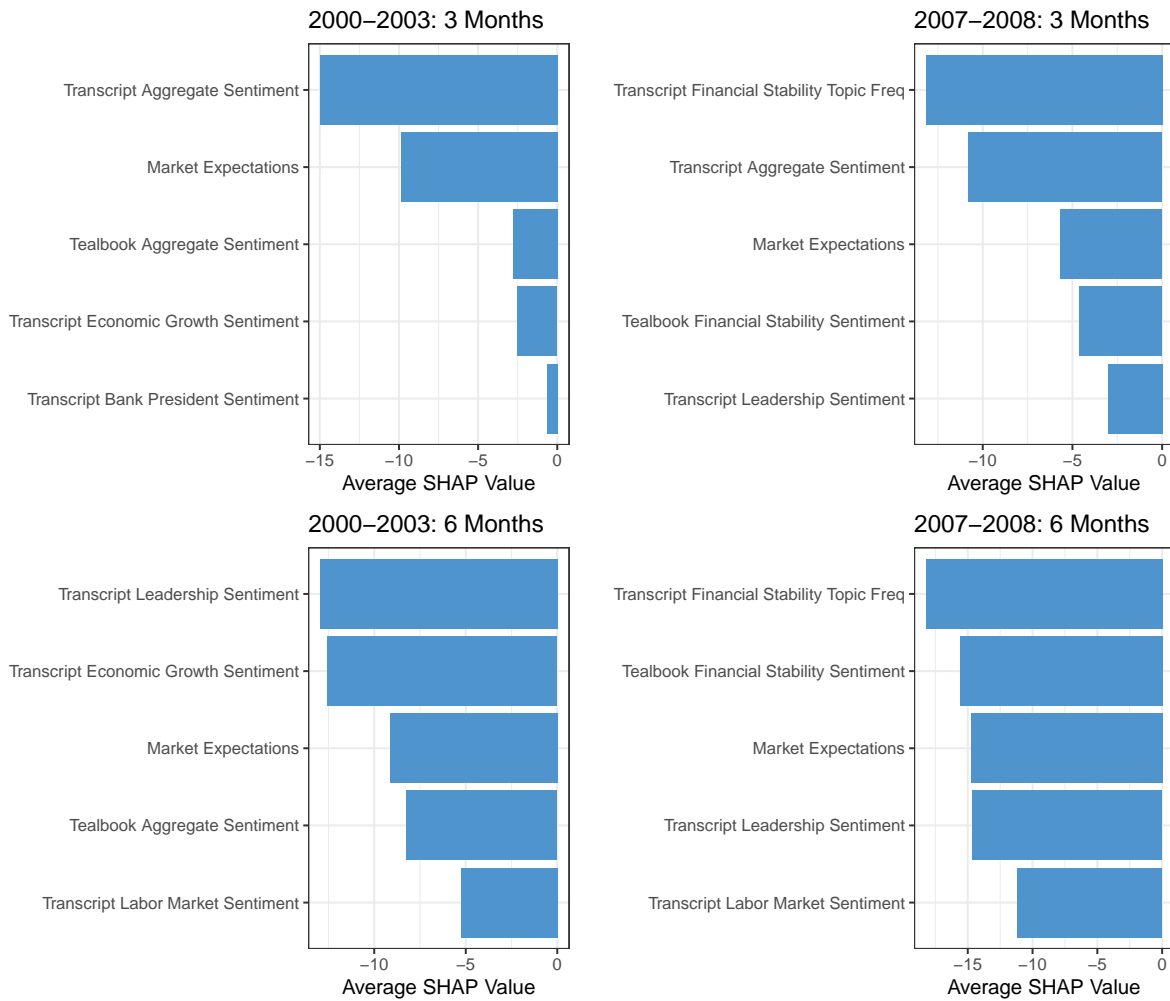 2000−2003: 3 Months
Transcript Aggregate Sentiment
Market Expectations
Tealbook Aggregate Sentiment
Transcript Economic Growth Sentiment
Transcript Bank President Sentiment
−15 −10 −5 0
Average SHAP Value
2007−2008: 3 Months
Transcript Financial Stability Topic Freq
Transcript Aggregate Sentiment
Market Expectations
Tealbook Financial Stability Sentiment
Transcript Leadership Sentiment
−10 −5 0
Average SHAP Value
2000−2003: 6 Months
Transcript Leadership Sentiment
Transcript Economic Growth Sentiment
Market Expectations
Tealbook Aggregate Sentiment
Transcript Labor Market Sentiment
−10 −5 0
Average SHAP Value
2007−2008: 6 Months
Transcript Financial Stability Topic Freq
Tealbook Financial Stability Sentiment
Market Expectations
Transcript Leadership Sentiment
Transcript Labor Market Sentiment
−15 −10 −5 0
Average SHAP Value